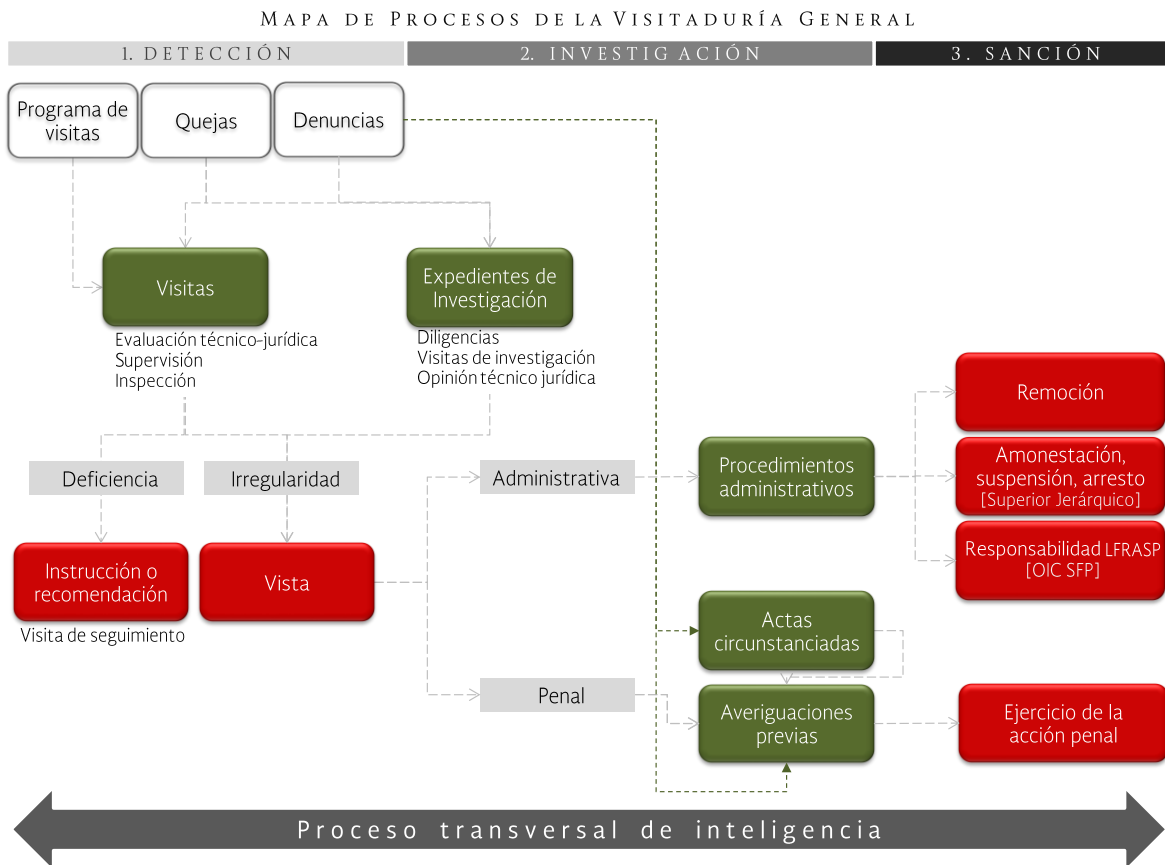 MAPA DE PROCESOS DE LA VISITADURÍA GENERAL
1. DETECCIÓN
2. INVESTIGACIÓN
3. SANCIÓN
Programa de
visitas
Quejas
Denuncias
Visitas
Evaluación técnico-jurídica
Supervisión
Inspección
Expedientes de
Investigación
Diligencias
Visitas de investigación
Opinión técnico jurídica
Deficiencia
Irregularidad
Instrucción o
recomendación
Visita de seguimiento
Vista
Administrativa
Penal
Procedimientos
administrativos
Actas
circunstanciadas
Averiguaciones
previas
Remoción
Amonestación,
suspensión, arresto
[Superior Jerárquico]
Responsabilidad LFRASP
[OIC SFP]
Ejercicio de la
acción penal
Proceso transversal de inteligencia